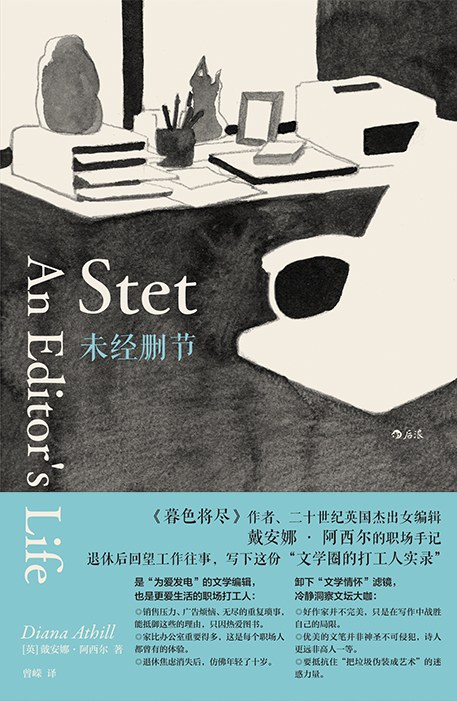 Stet
An Editor's Life
未经删节
后浪
《暮色将尽》作者、二十世纪英国杰出女编辑
戴安娜·阿西尔的职场手记
退休后回望工作往事，写下这份“文学圈的打工人实录”
是“为爱发电”的文学编辑，
也是更爱生活的职场打工人：
◎销售压力、广告烦恼、无尽的重复琐事，
能抵御这些的理由，只因热爱图书。
◎家比办公室重要得多，这是每个职场人
都曾有的体验。
◎退休焦虑消失后，仿佛年轻了十岁。
卸下“文学情怀”滤镜，
冷静洞察文坛大咖：
◎好作家并不完美，只是在写作中战胜
自己的局限。
◎优美的文笔并非神圣不可侵犯，诗人
更远非高人一等。
◎要抵抗住“把垃圾伪装成艺术”的迷
惑力量。
Diana Athill
[英] 戴安娜·阿西尔 著
曾嵘 译